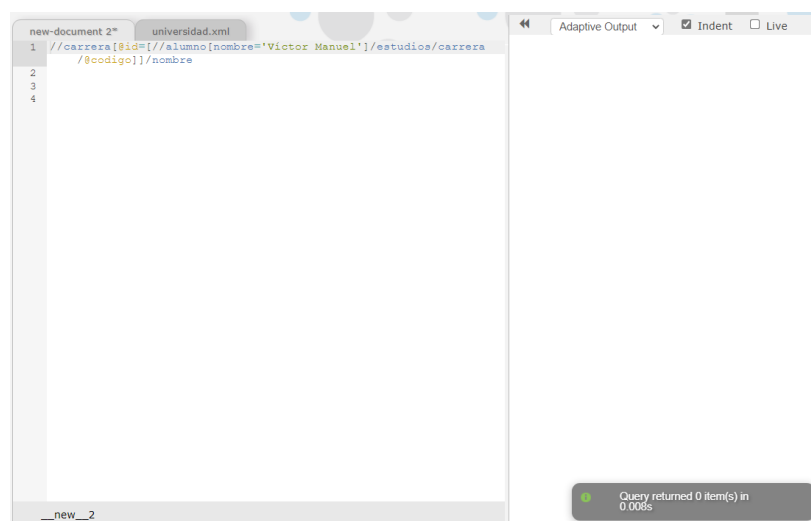 new-document 2*
universidad.xml
Adaptive Output
Indent
Live
1 //carrera[@id=[//alumno[nombre='Víctor Manuel']/estudios/carrera
/@codigo]]/nombre
2
3
4
Query returned 0 item(s) in
0.008s
__new__2